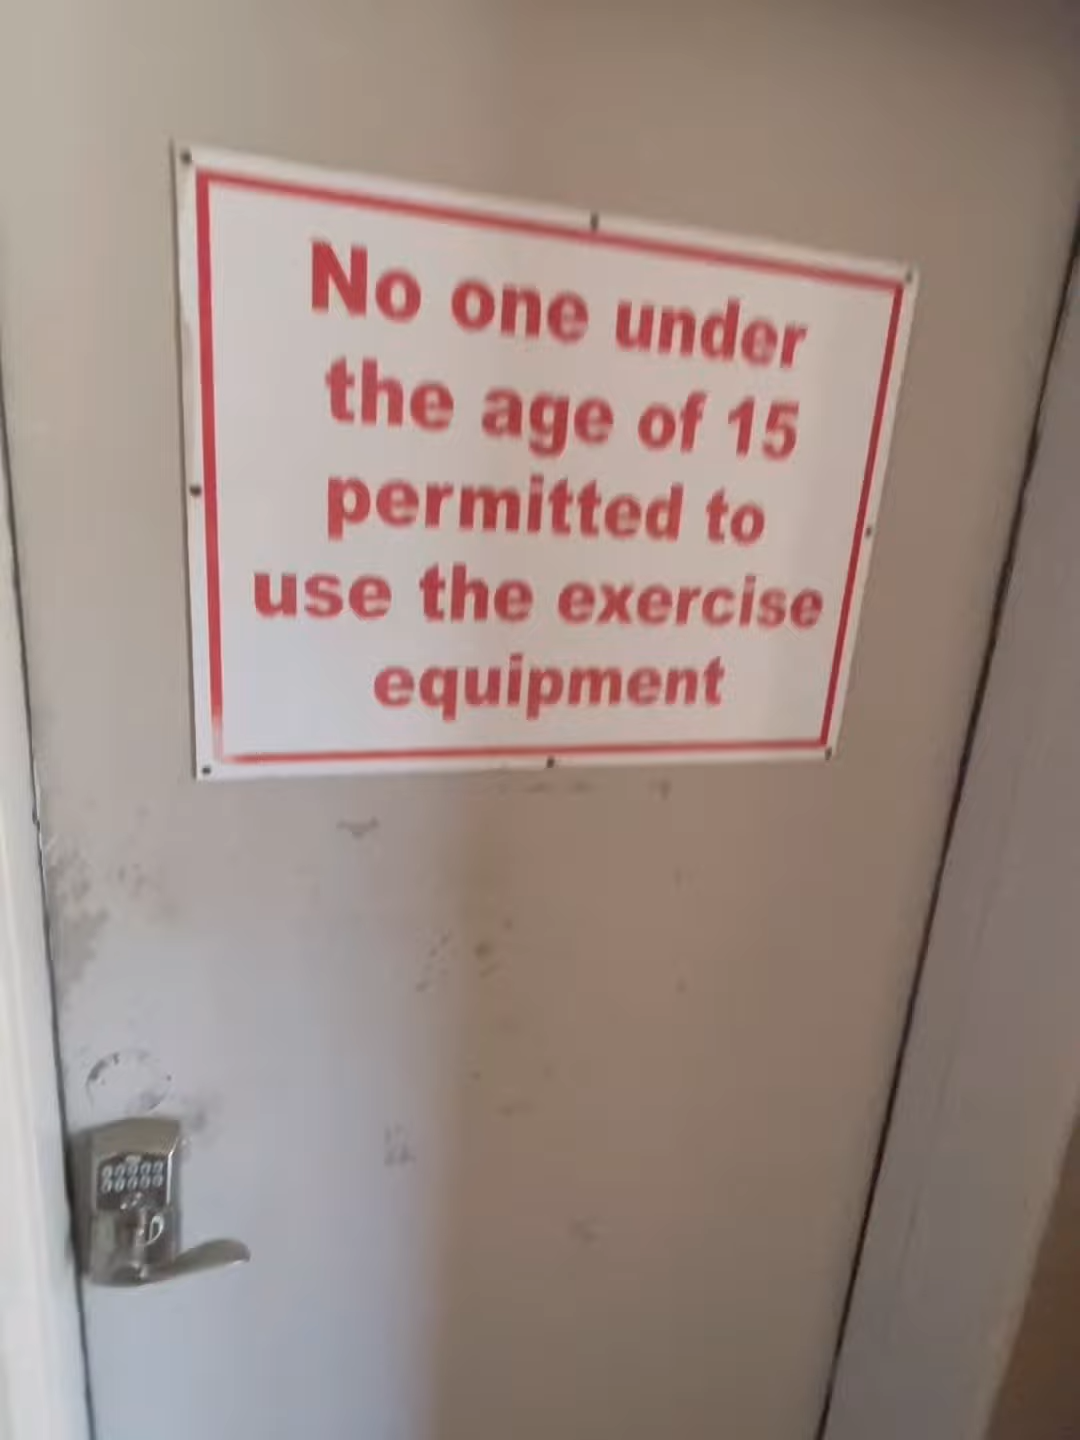 No one under
the age of 15
permitted to
use the exercise
equipment